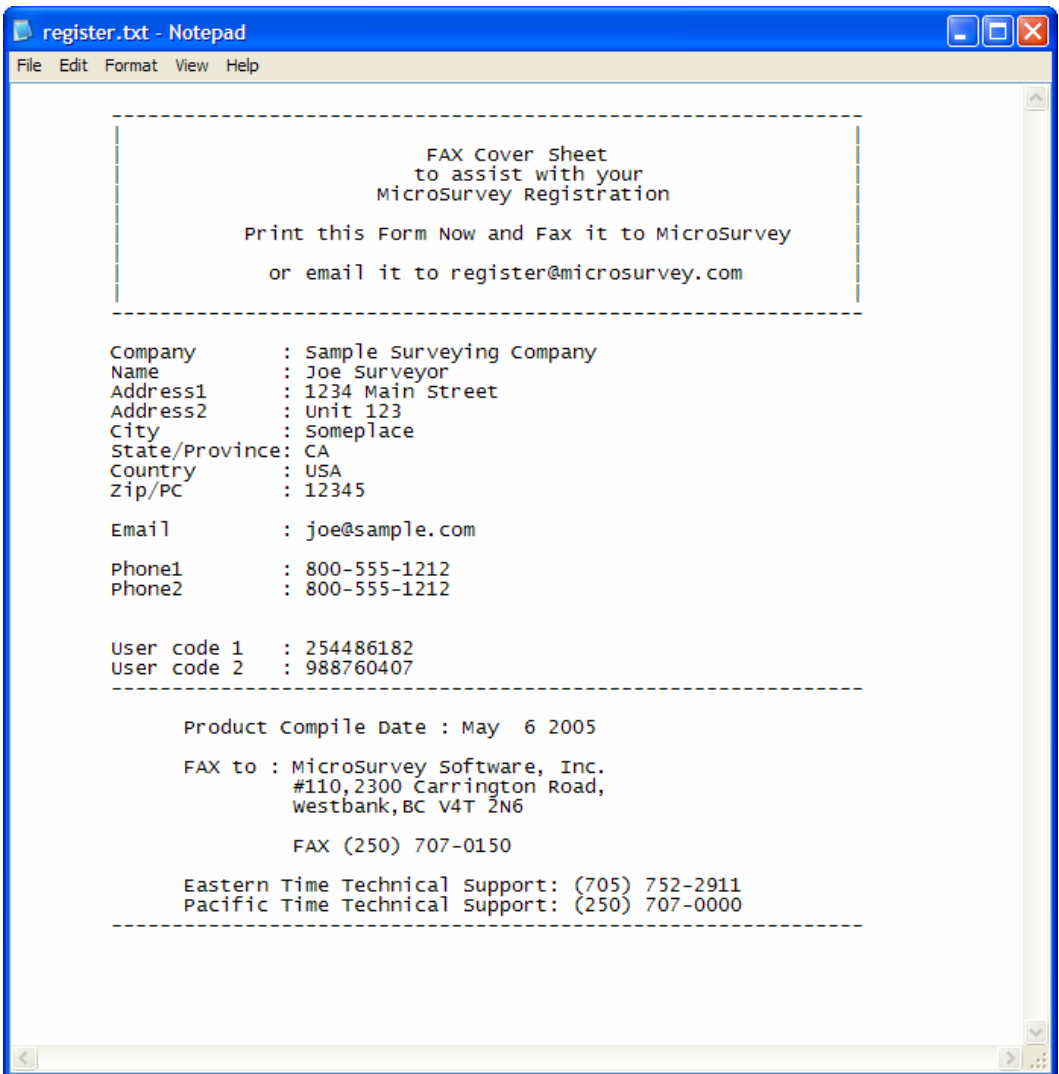 register.txt - Notepad
File Edit Format View Help
--------------------------------------------------------------
FAX Cover Sheet
to assist with your
MicroSurvey Registration
Print this Form Now and Fax it to MicroSurvey
or email it to register@microsurvey.com
--------------------------------------------------------------
Company : Sample Surveying Company
Name : Joe Surveyor
Address1 : 1234 Main Street
Address2 : Unit 123
City : Someplace
State/Province: CA
Country : USA
Zip/PC : 12345
Email : joe@sample.com
Phone1 : 800-555-1212
Phone2 : 800-555-1212
User code 1 : 254486182
User code 2 : 988760407
--------------------------------------------------------------
Product Compile Date : May 6 2005
FAX to : MicroSurvey Software, Inc.
#110,2300 Carrington Road,
Westbank,BC V4T 2N6
FAX (250) 707-0150
Eastern Time Technical Support: (705) 752-2911
Pacific Time Technical Support: (250) 707-0000
--------------------------------------------------------------